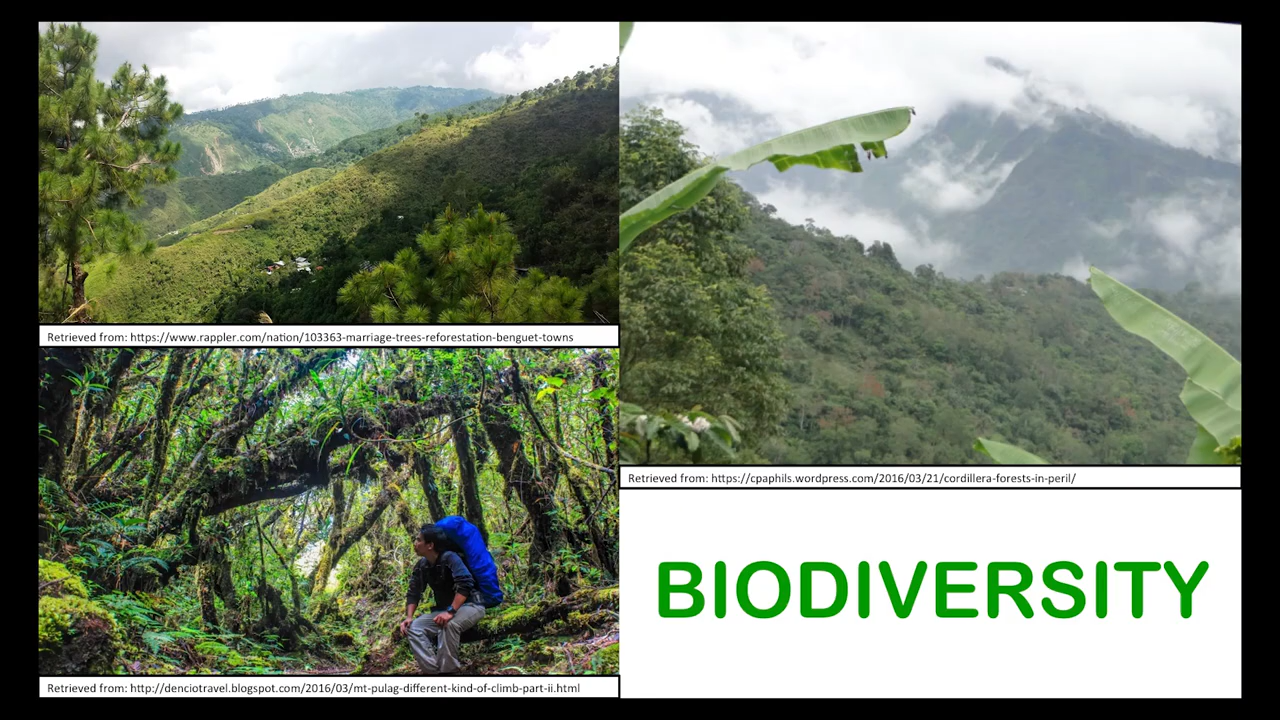 Retrieved from: https://www.rappler.com/nation/103363-marriage-trees-reforestation-benguet-towns
Retrieved from: https://cpaphils.wordpress.com/2016/03/21/cordillera-forests-in-peril/
BIODIVERSITY
Retrieved from: http://denciotravel.blogspot.com/2016/03/mt-pulag-different-kind-of-climb-part-ii.html